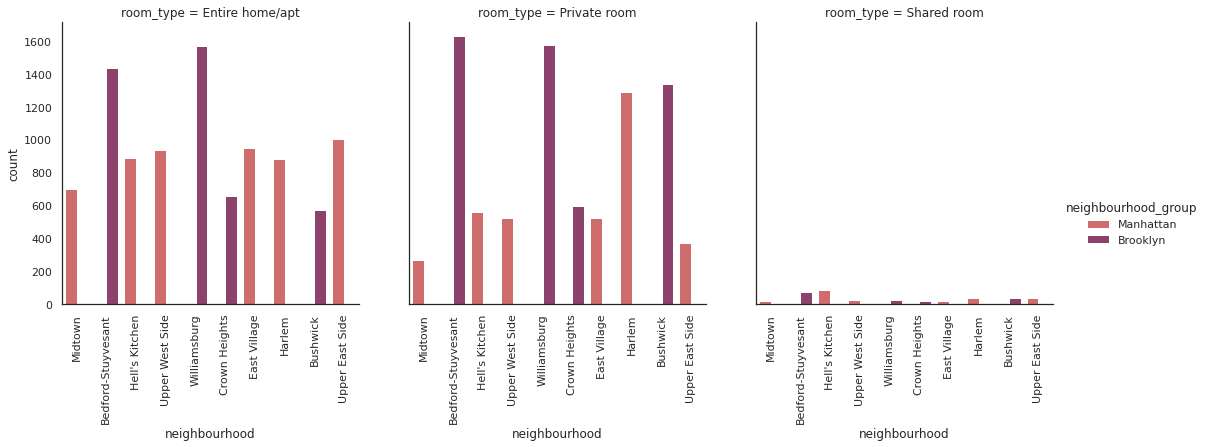 room_type = Entire home/apt
room_type = Private room
room_type = Shared room
count
1600
1400
1200
1000
800
600
400
200
0
Midtown
Bedford-Stuyvesant
Hell's Kitchen
Upper West Side
Williamsburg
Crown Heights
East Village
Harlem
Bushwick
Upper East Side
neighbourhood
Midtown
Bedford-Stuyvesant
Hell's Kitchen
Upper West Side
Williamsburg
Crown Heights
East Village
Harlem
Bushwick
Upper East Side
neighbourhood
Midtown
Bedford-Stuyvesant
Hell's Kitchen
Upper West Side
Williamsburg
Crown Heights
East Village
Harlem
Bushwick
Upper East Side
neighbourhood
neighbourhood_group
Manhattan
Brooklyn